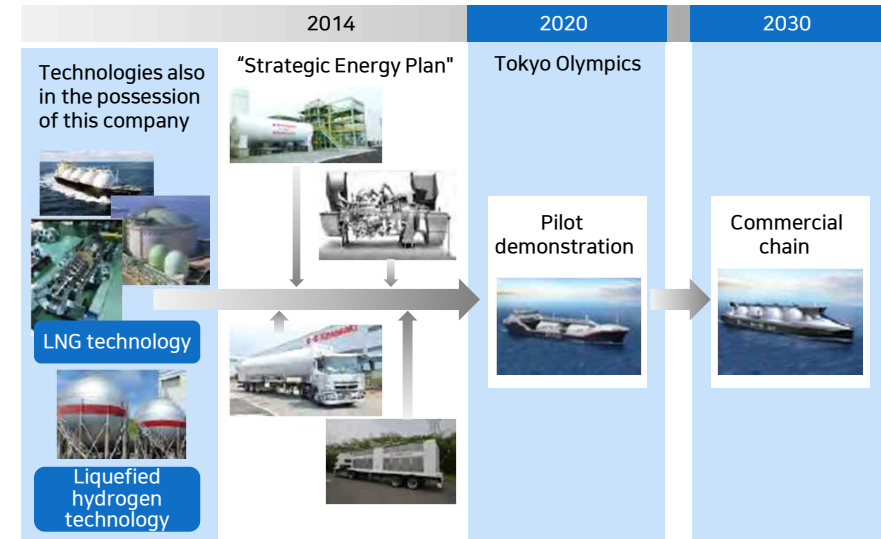 2014
2020
2030
Technologies also
in the possession
of this company
“Strategic Energy Plan"
Tokyo Olympics
Pilot
demonstration
Commercial
chain
LNG technology
Liquefied
hydrogen
technology